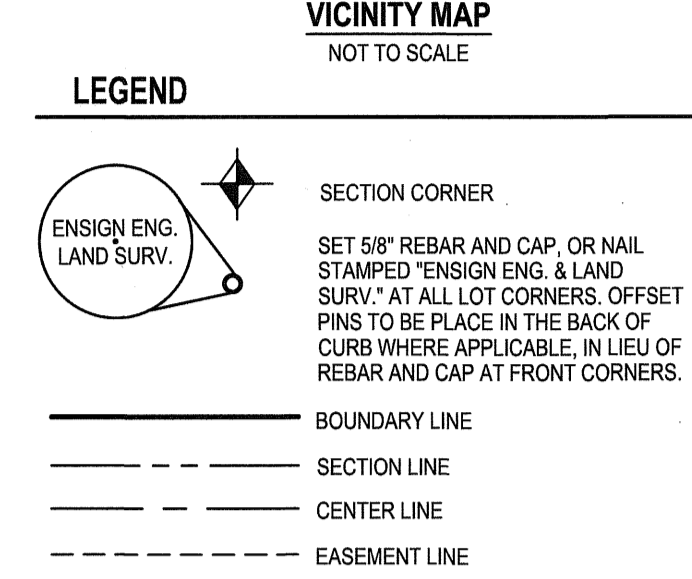 VICINITY MAP
NOT TO SCALE
LEGEND
ENSIGN ENG.
LAND SURV.
SECTION CORNER
SET 5/8" REBAR AND CAP, OR NAIL
STAMPED "ENSIGN ENG. & LAND
SURV." AT ALL LOT CORNERS. OFFSET
PINS TO BE PLACE IN THE BACK OF
CURB WHERE APPLICABLE, IN LIEU OF
REBAR AND CAP AT FRONT CORNERS.
BOUNDARY LINE
SECTION LINE
CENTER LINE
EASEMENT LINE